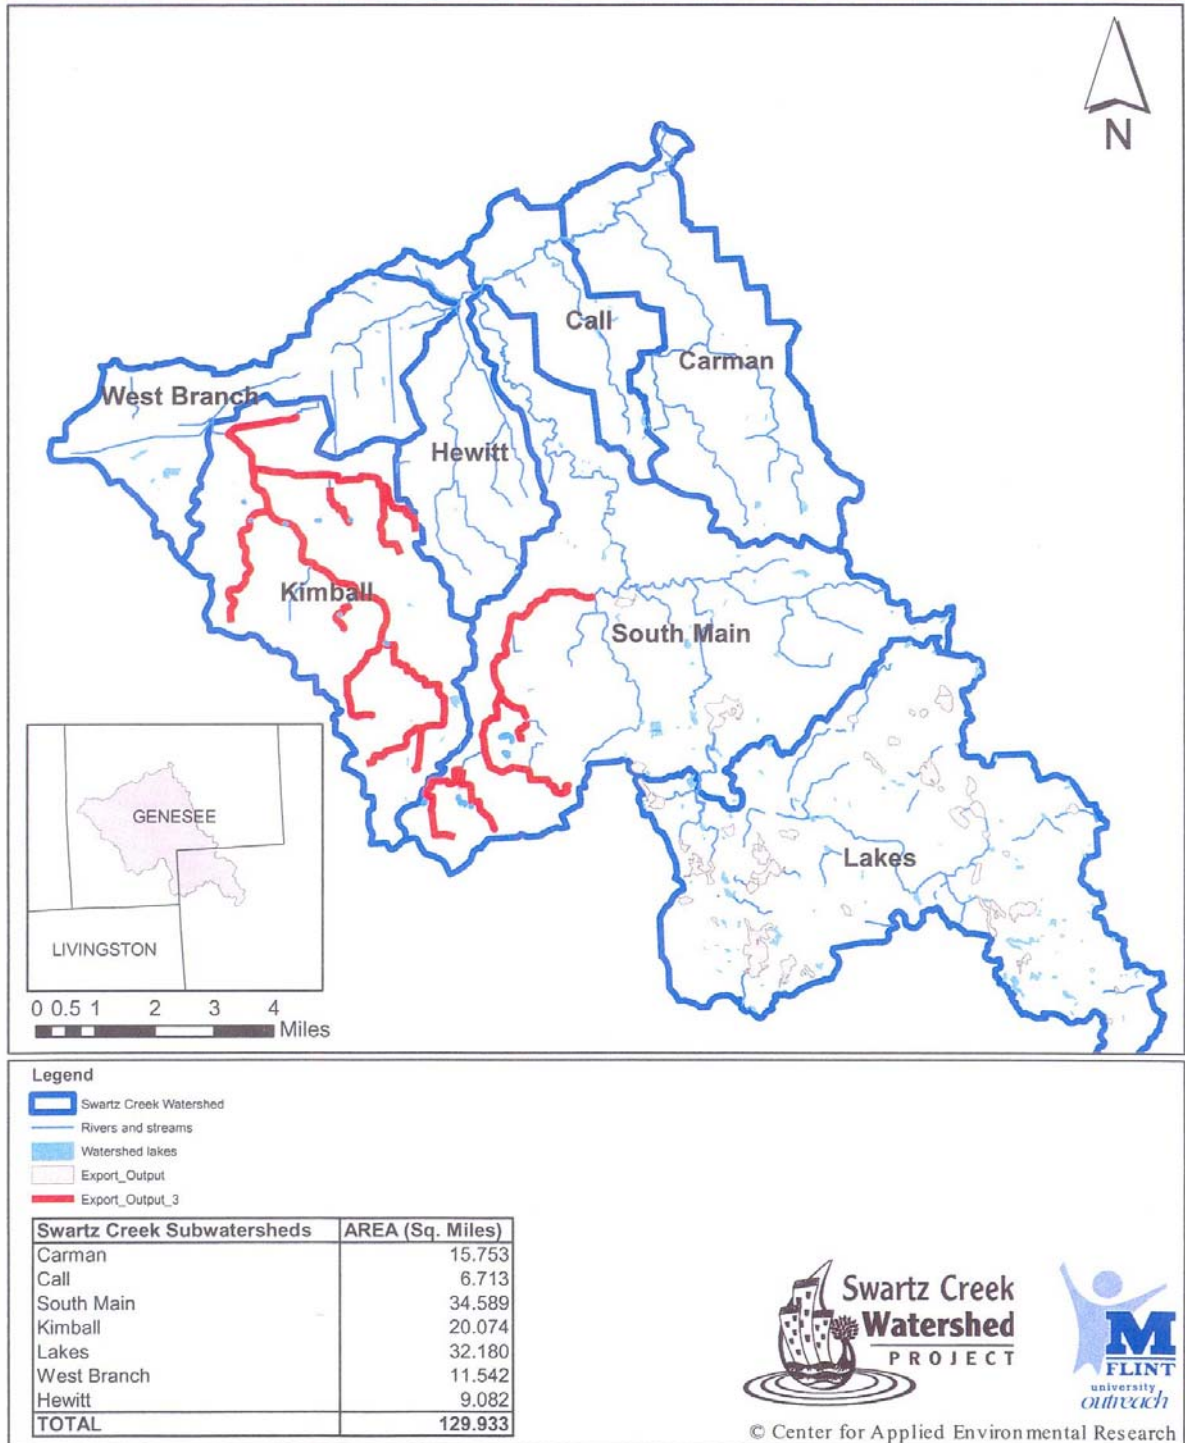 N
Call
Carman
West Branch
Hewitt
Kimball
South Main
Lakes
GENESEE
LIVINGSTON
0 0.5 1 2 3 4
Miles
Legend
Swartz Creek Watershed
Rivers and streams
Watershed lakes
Export_Output
Export_Output_3
Swartz Creek Subwatersheds AREA (Sq. Miles)
Carman 15.753
Call 6.713
South Main 34.589
Kimball 20.074
Lakes 32.180
West Branch 11.542
Hewitt 9.082
TOTAL 129.933
Swartz Creek
Watershed
PROJECT
M
FLINT
university
outreach
© Center for Applied Environmental Research